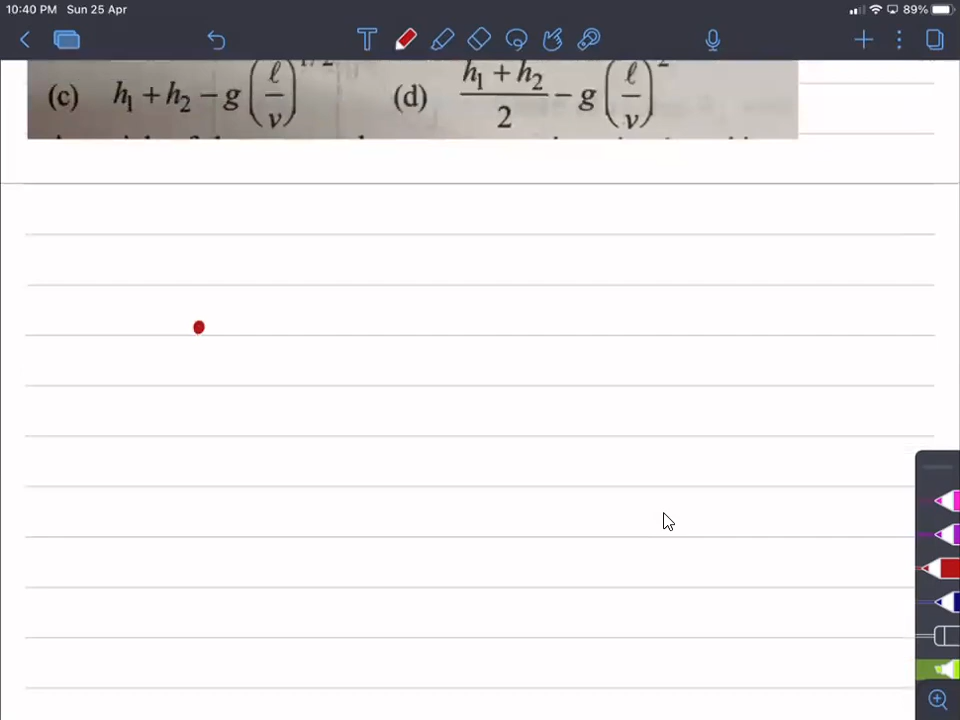 10:40 PM Sun 25 Apr 89%
(c) h₁ + h₂ − g (ℓ/v)^1/2 (d) (h₁ + h₂)/2 − g (ℓ/v)²